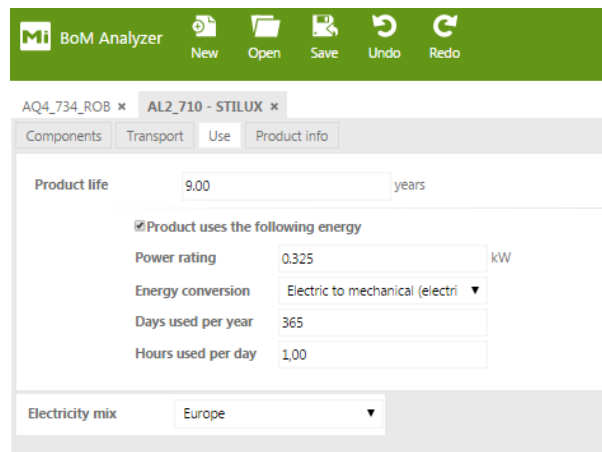 Mi BoM Analyzer
New Open Save Undo Redo
AQ4_734_ROB × AL2_710 - STILUX ×
Components Transport Use Product info
Product life 9.00 years
Product uses the following energy
Power rating 0.325 kW
Energy conversion Electric to mechanical (electri
Days used per year 365
Hours used per day 1,00
Electricity mix Europe